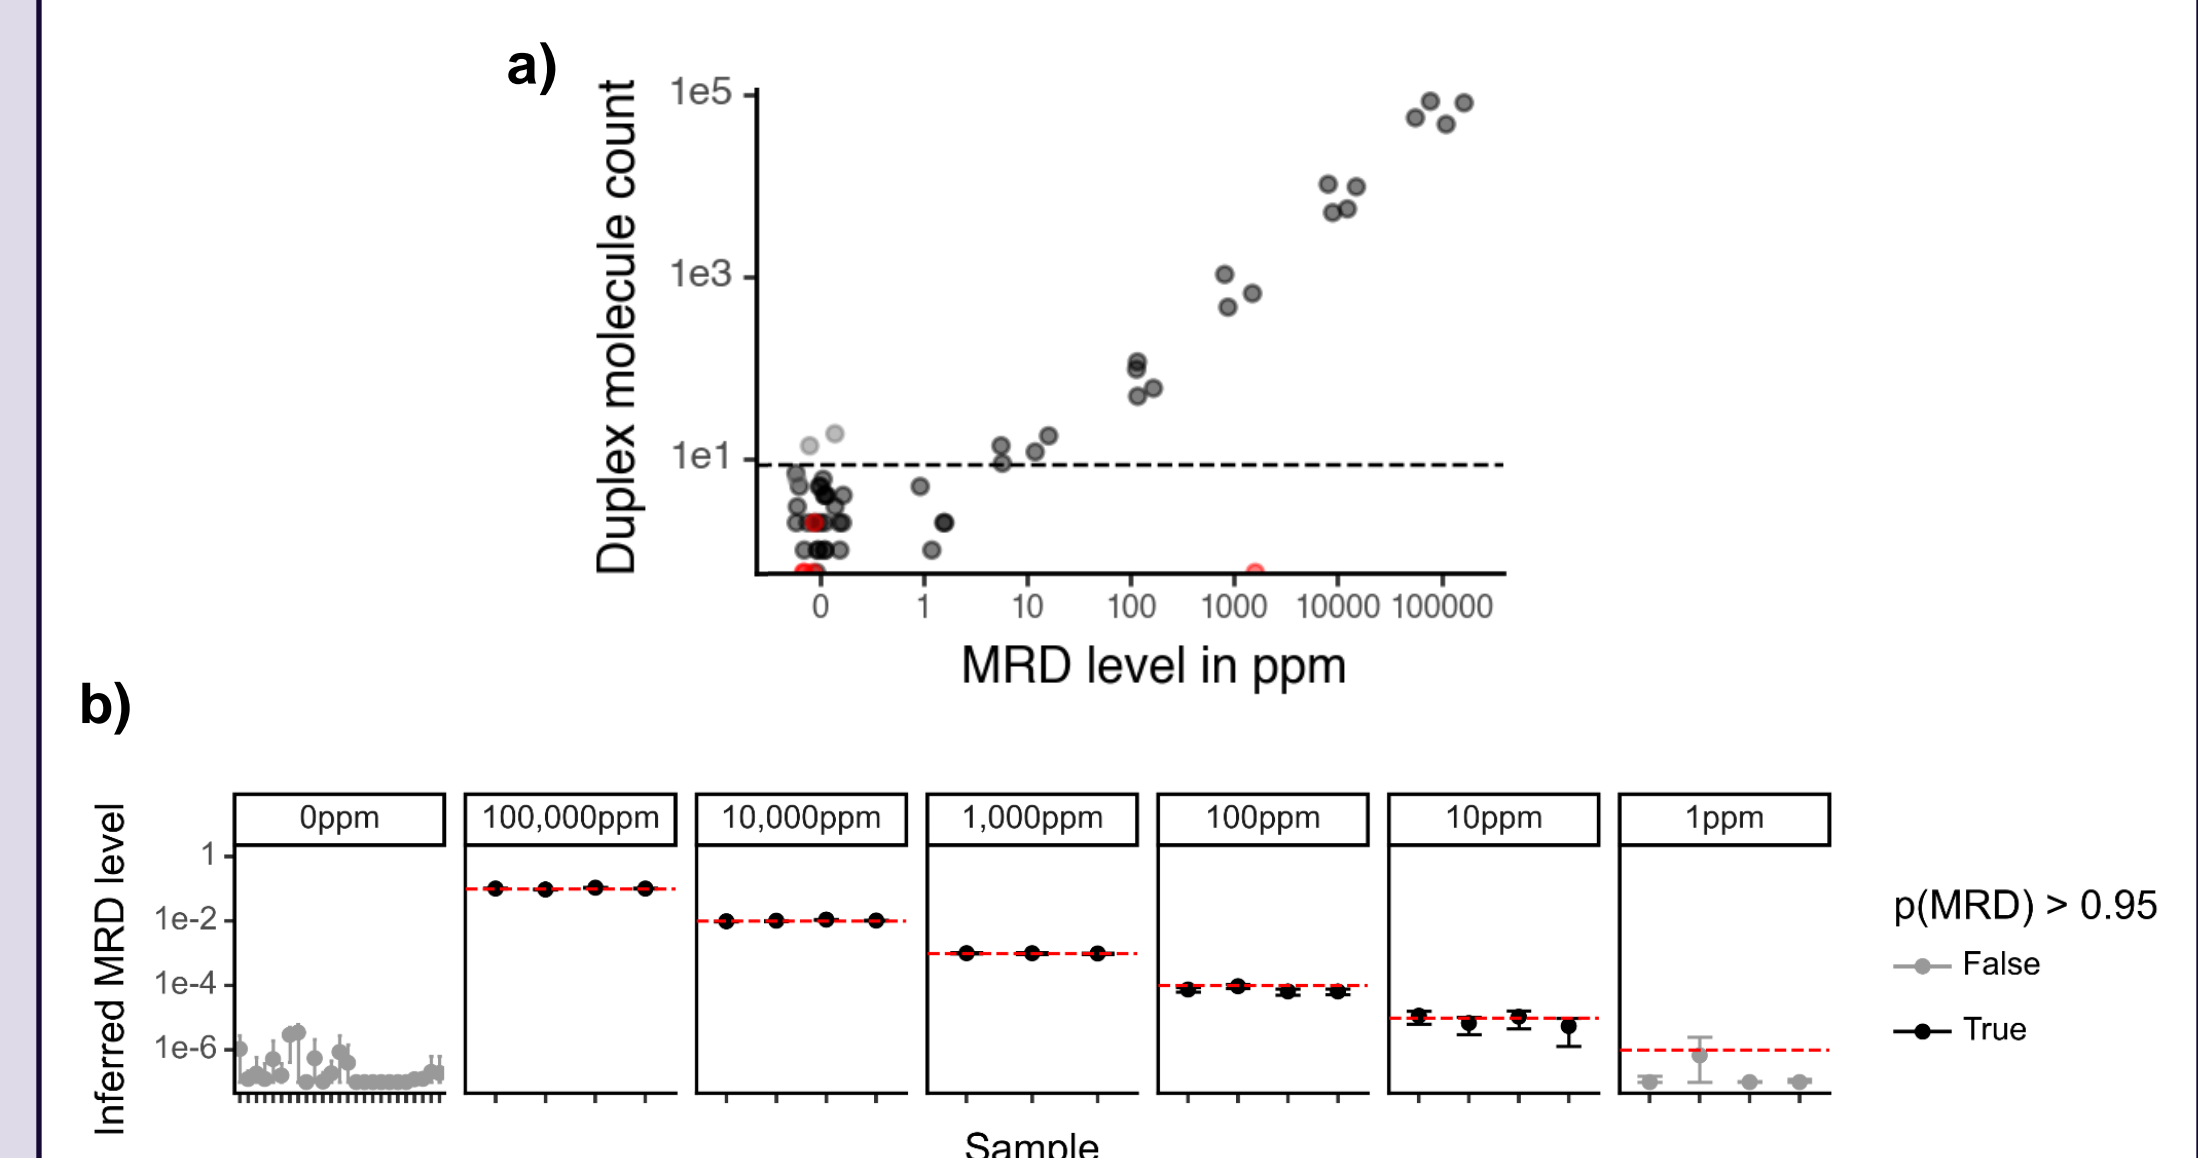 a)
Duplex molecule count
1e5
1e3
1e1
0 1 10 100 1000 10000 100000
MRD level in ppm
b)
0ppm 100,000ppm 10,000ppm 1,000ppm 100ppm 10ppm 1ppm
Inferred MRD level
1
1e-2
1e-4
1e-6
p(MRD) > 0.95
False
True
Sample